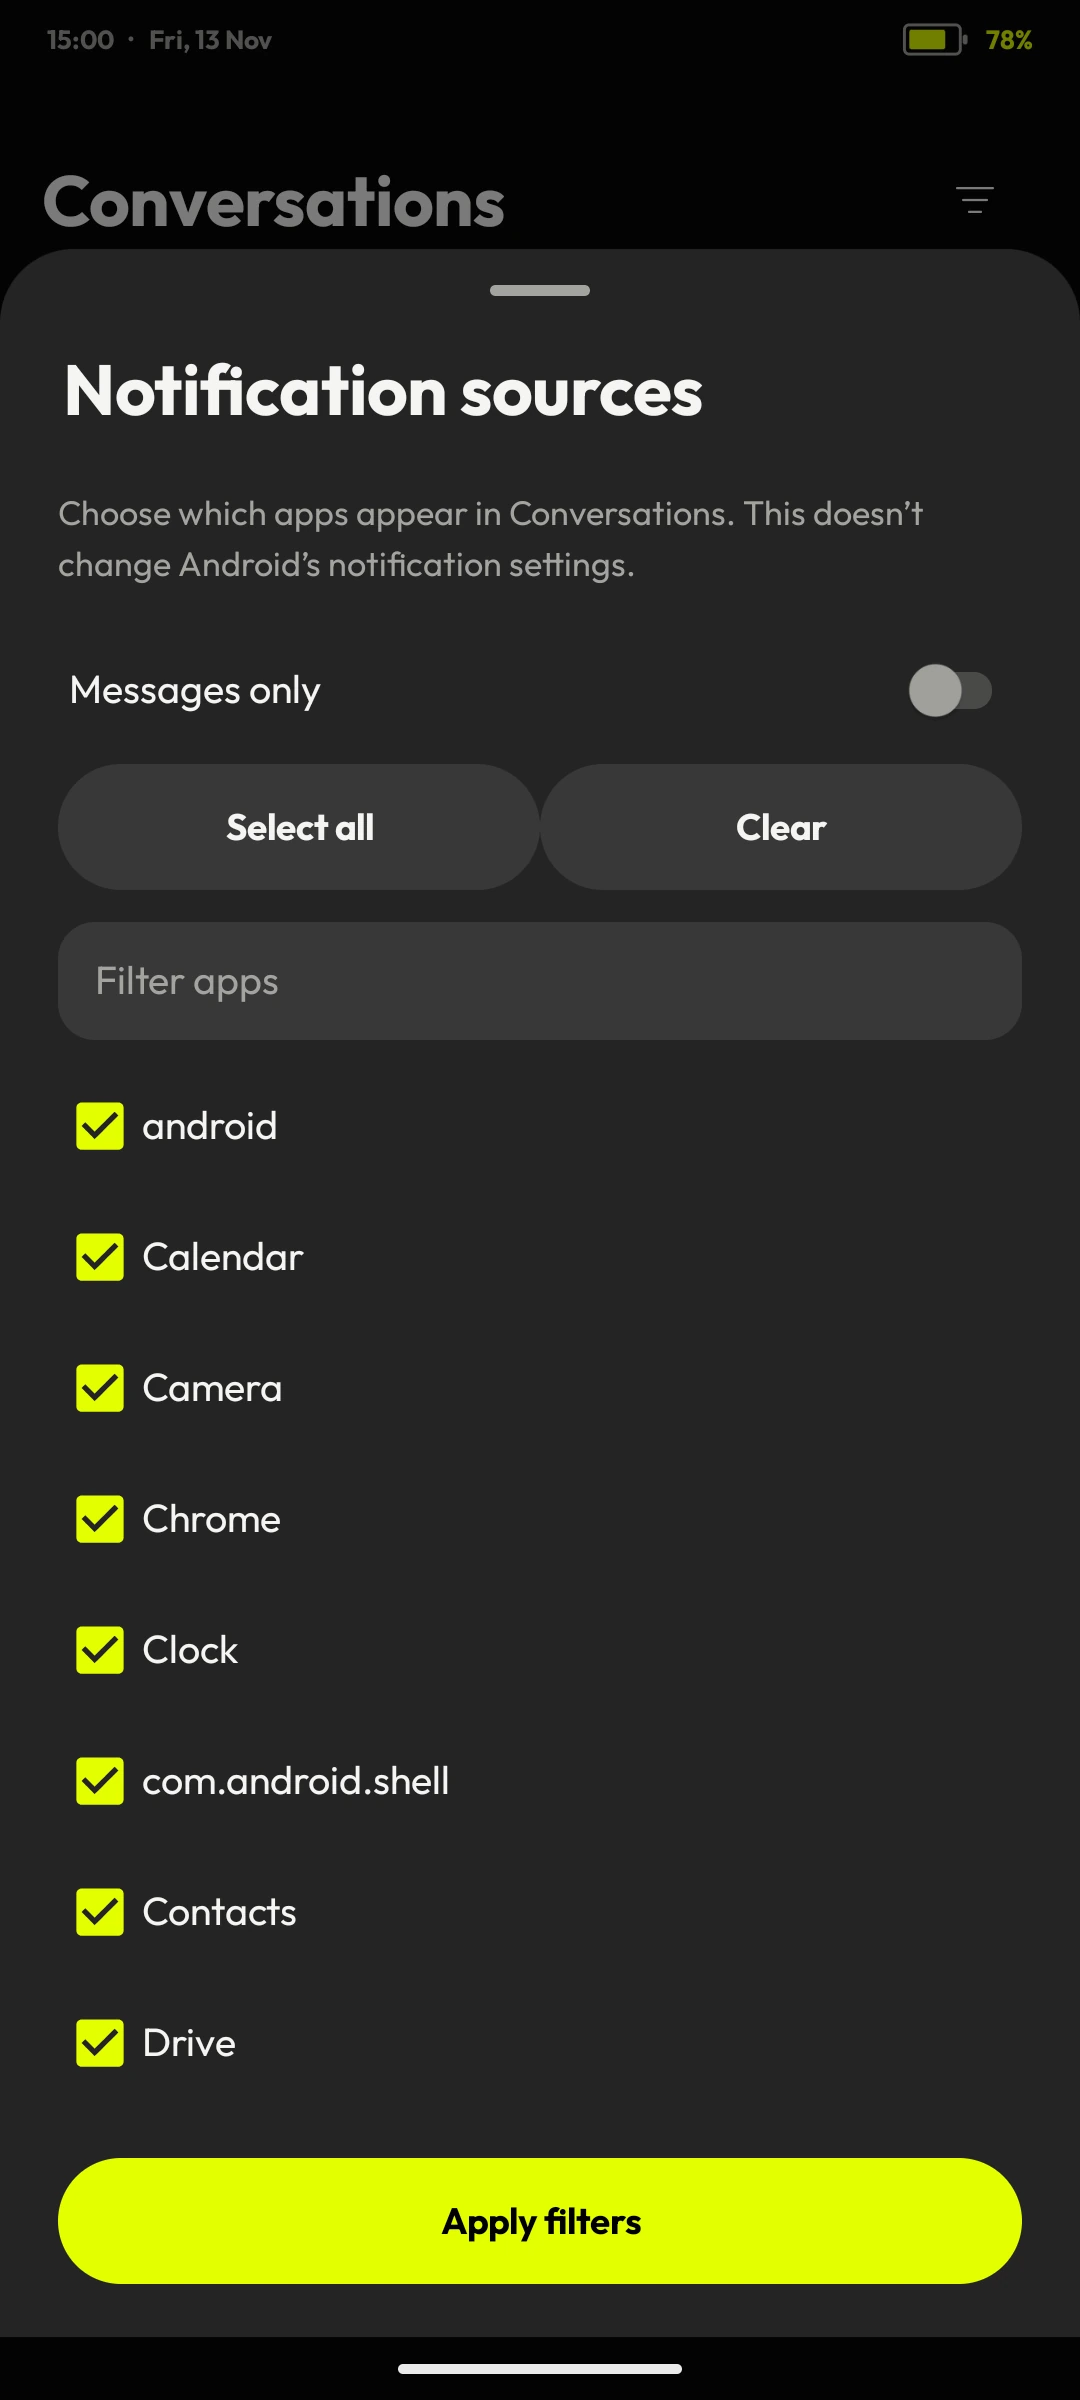 15:00 · Fri, 13 Nov
78%
Conversations
Notification sources
Choose which apps appear in Conversations. This doesn’t
change Android’s notification settings.
Messages only
Select all
Clear
Filter apps
android
Calendar
Camera
Chrome
Clock
com.android.shell
Contacts
Drive
Apply filters